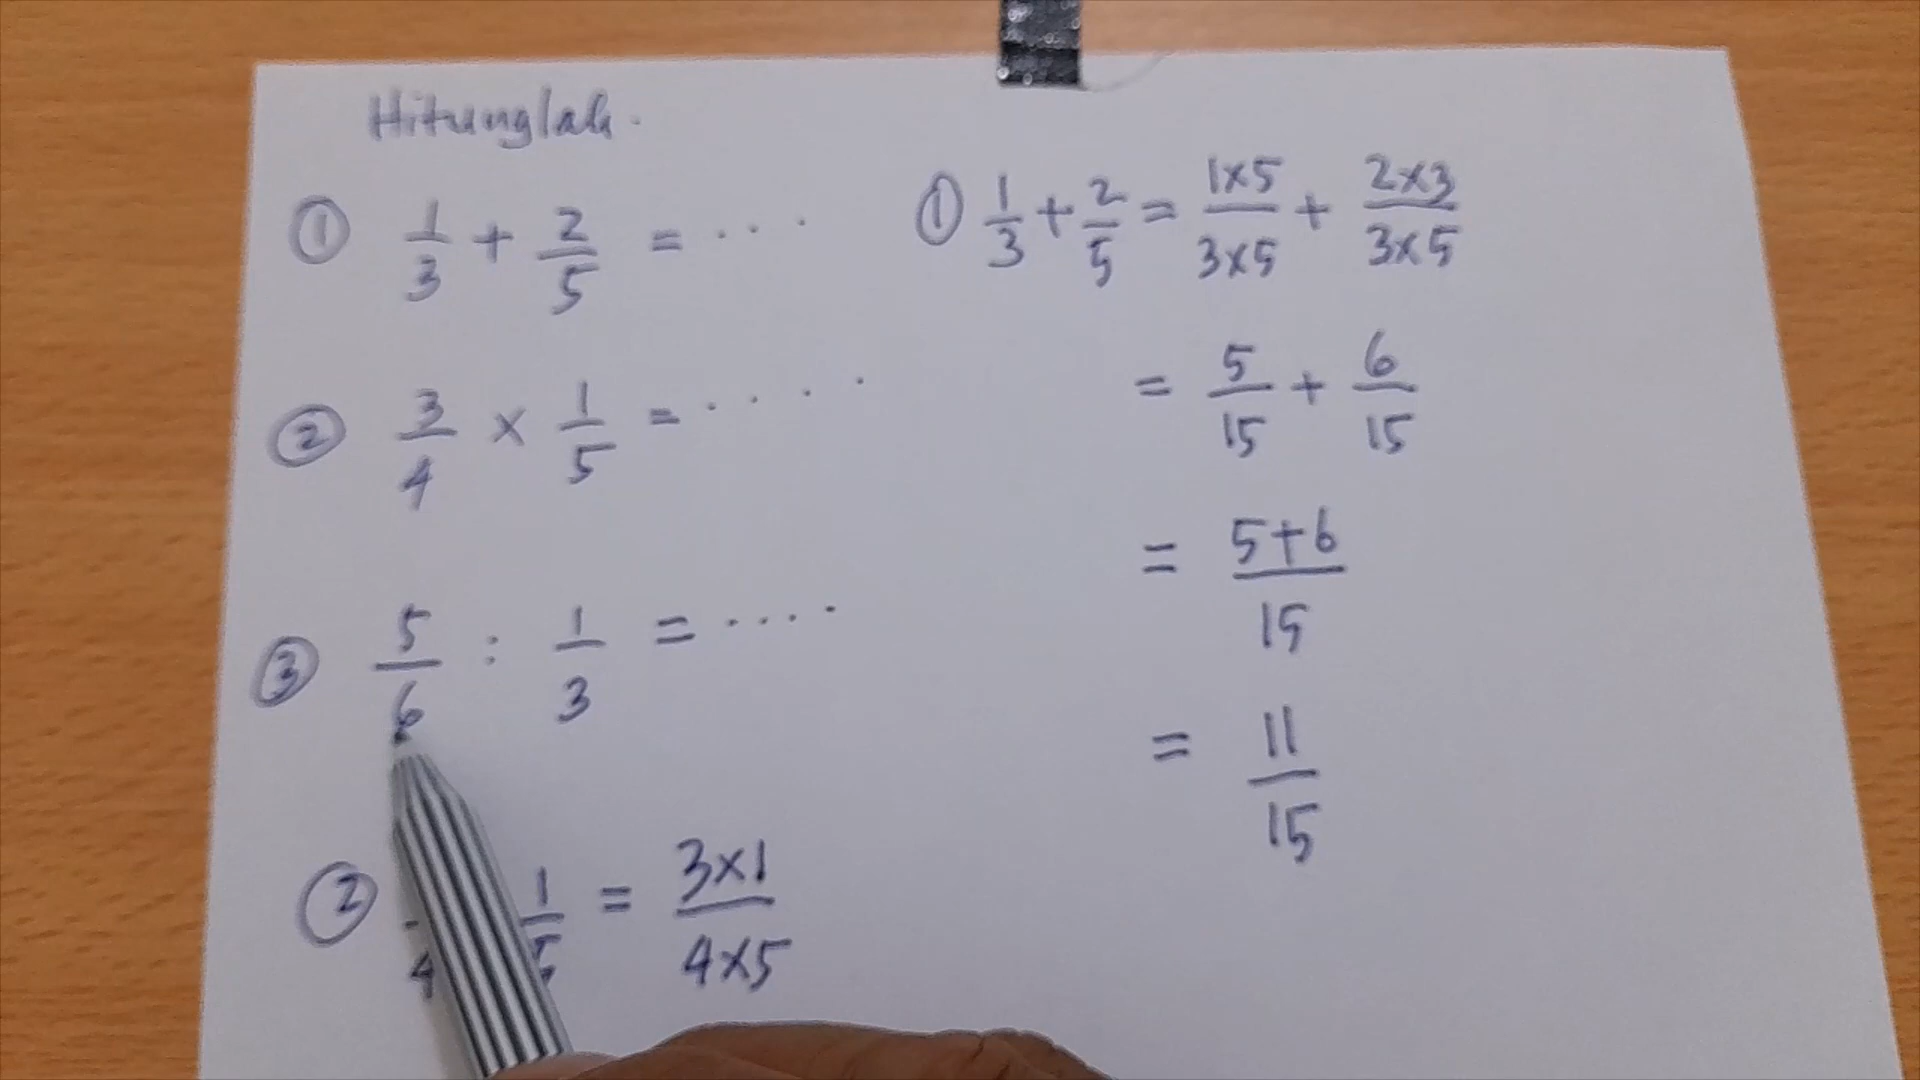 Hitunglah.
① 1/3 + 2/5 = ...
② 3/4 × 1/5 = ....
③ 5/6 : 1/3 = ....
② /4 1/5 = 3×1/4×5
① 1/3 + 2/5 = 1×5/3×5 + 2×3/3×5
= 5/15 + 6/15
= 5+6/15
= 11/15